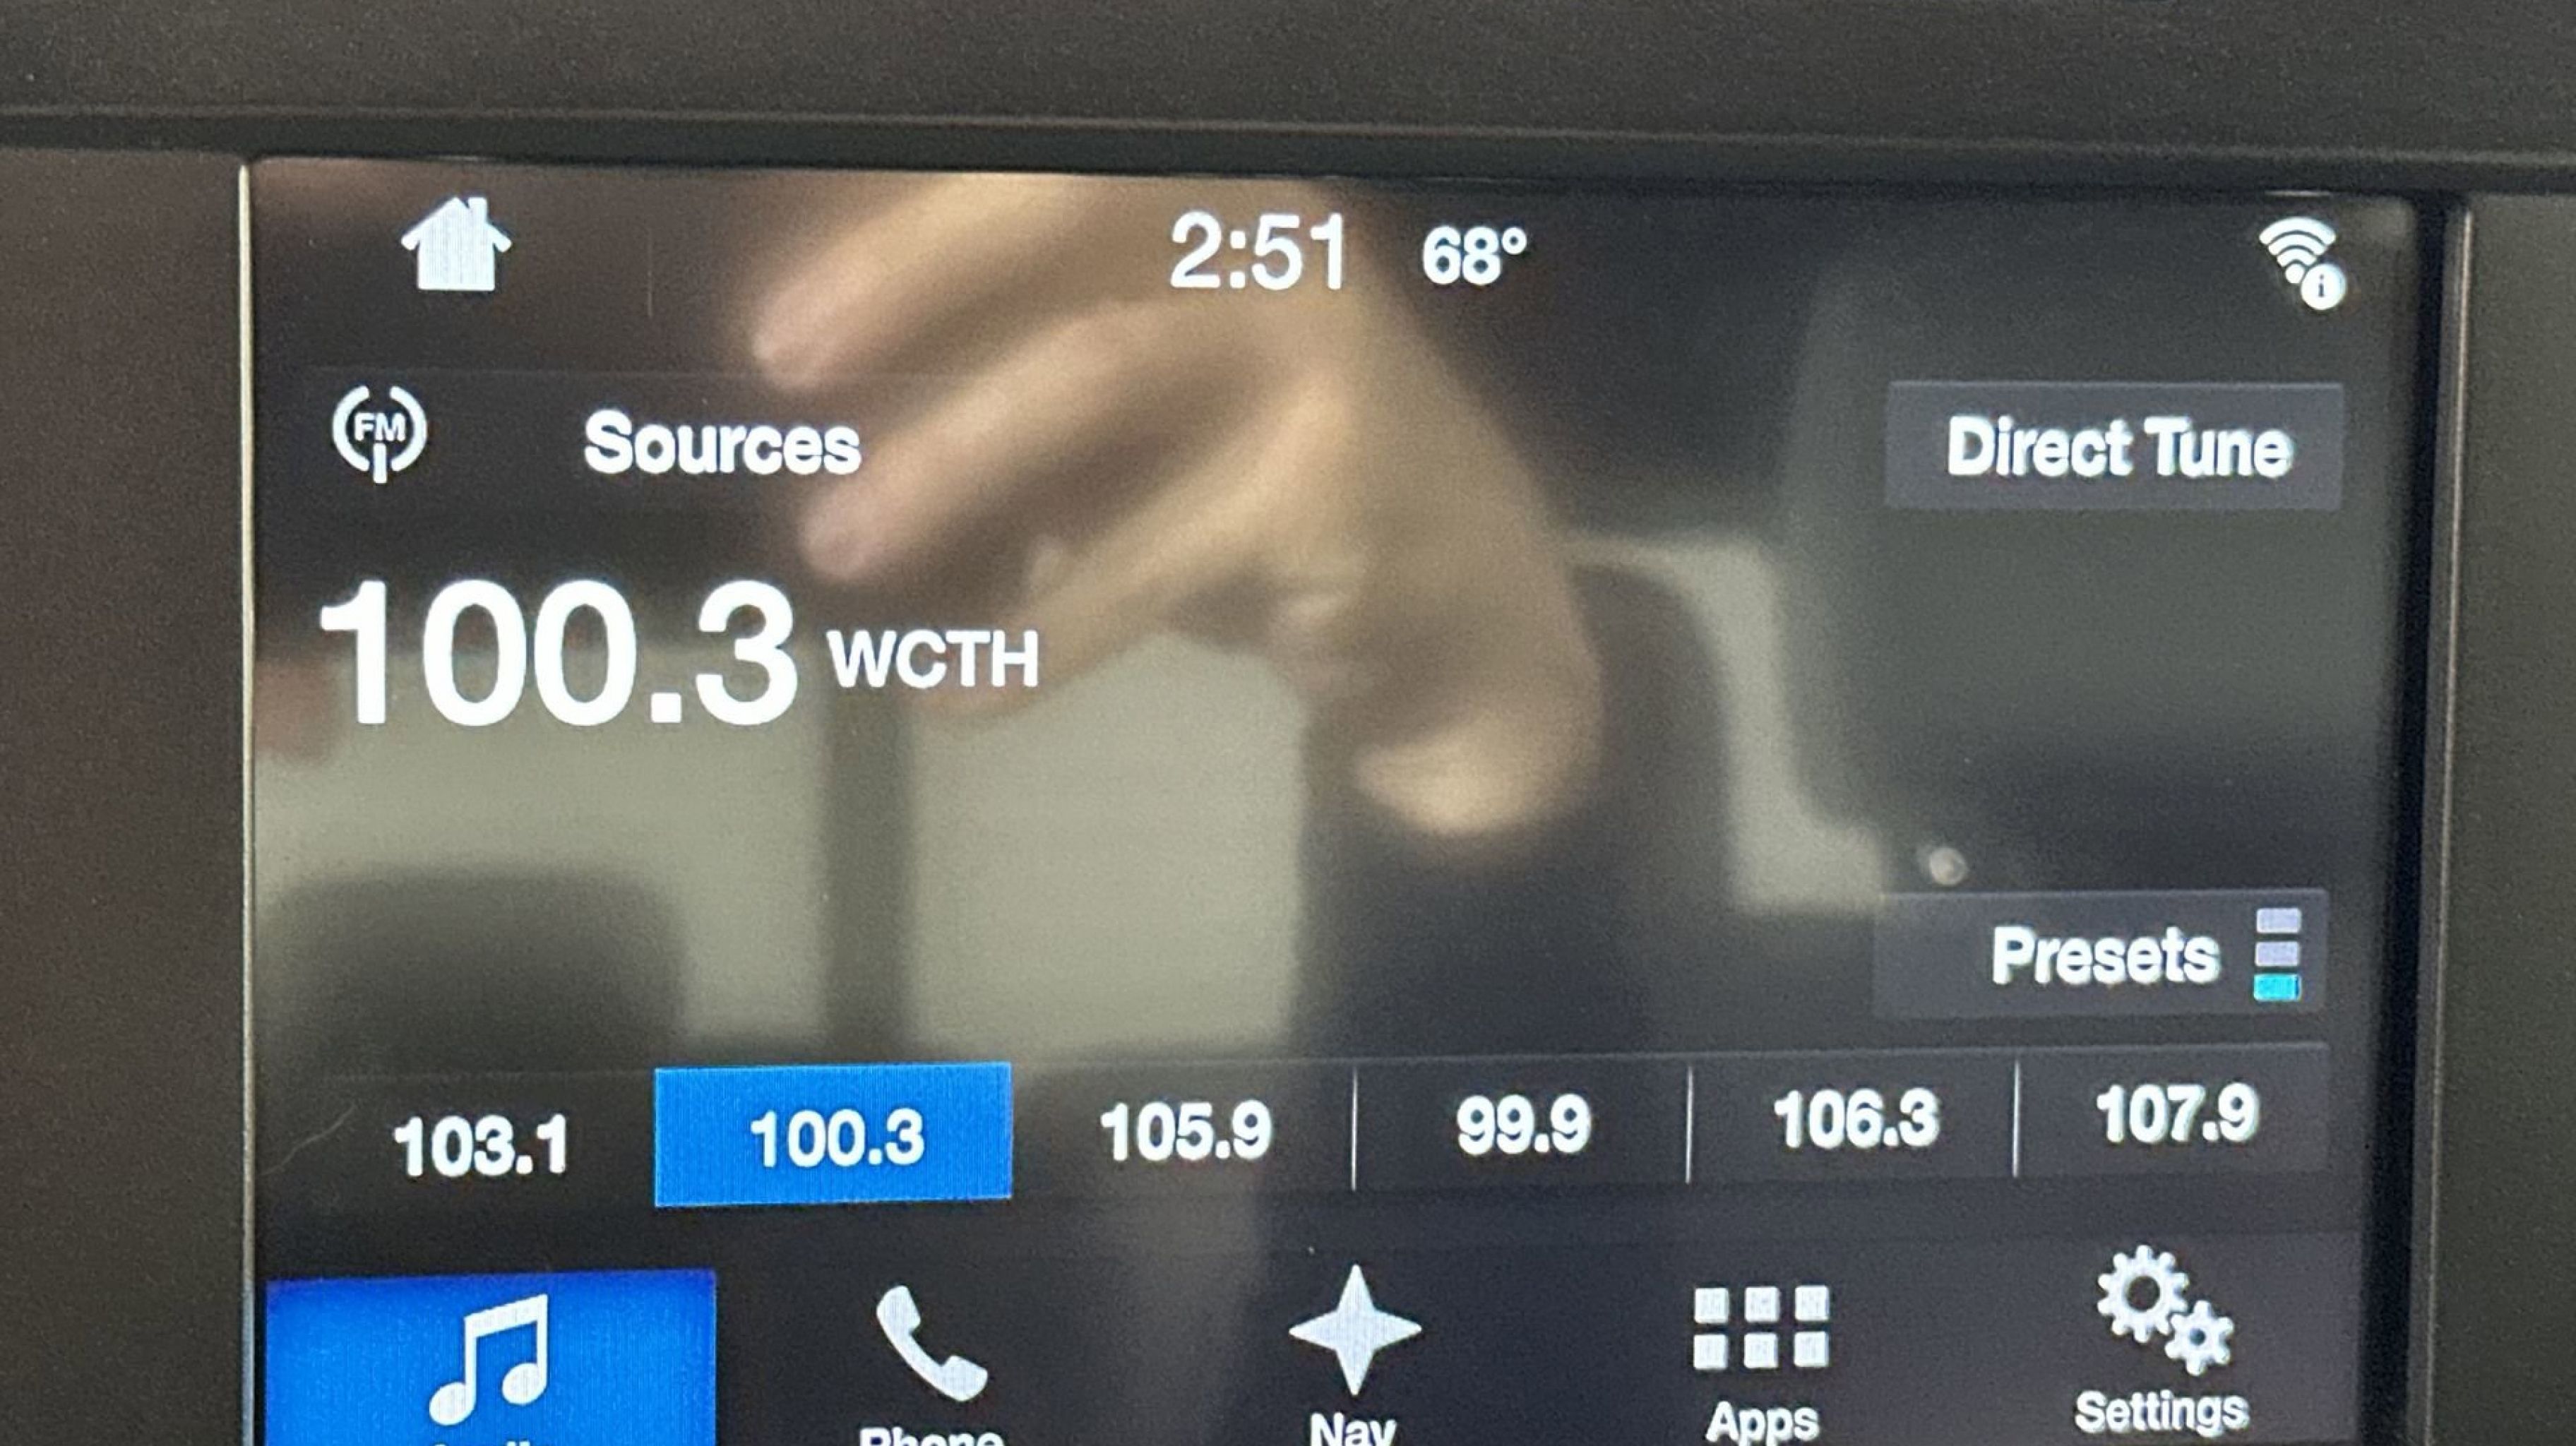 2:51 68°
FM Sources Direct Tune
100.3 WCTH
Presets
103.1 100.3 105.9 99.9 106.3 107.9
Phone Nav Apps Settings